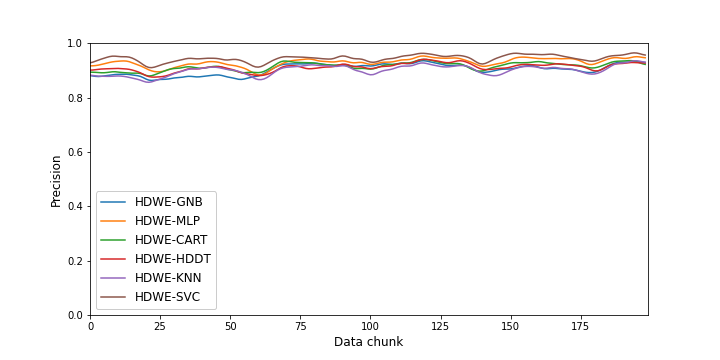 1.0
0.8
0.6
0.4
0.2
0.0
Precision
HDWE-GNB
HDWE-MLP
HDWE-CART
HDWE-HDDT
HDWE-KNN
HDWE-SVC
0 25 50 75 100 125 150 175
Data chunk